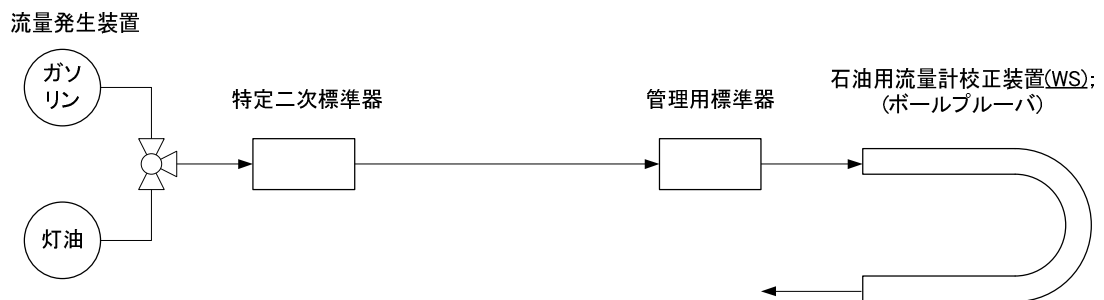 流量発生装置
ガソ
リン
特定二次標準器
管理用標準器
石油用流量計校正装置(WS);
(ボールプルーバ)
灯油